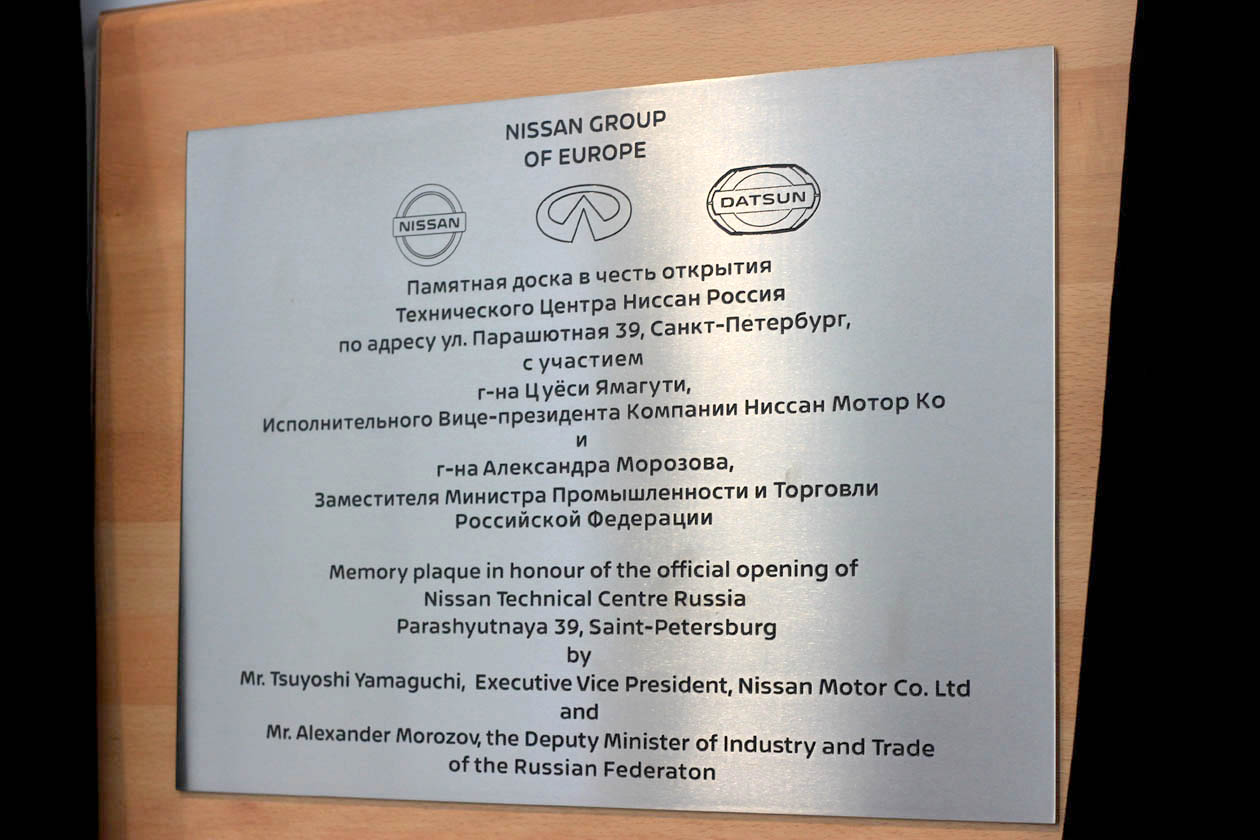 NISSAN GROUP
OF EUROPE
NISSAN
DATSUN
Памятная доска в честь открытия
Технического Центра Ниссан Россия
по адресу ул. Парашютная 39, Санкт-Петербург,
с участием
г-на Цуёси Ямагути,
Исполнительного Вице-президента Компании Ниссан Мотор Ко
и
г-на Александра Морозова,
Заместителя Министра Промышленности и Торговли
Российской Федерации
Memory plaque in honour of the official opening of
Nissan Technical Centre Russia
Parashyutnaya 39, Saint-Petersburg
by
Mr. Tsuyoshi Yamaguchi, Executive Vice President, Nissan Motor Co. Ltd
and
Mr. Alexander Morozov, the Deputy Minister of Industry and Trade
of the Russian Federaton